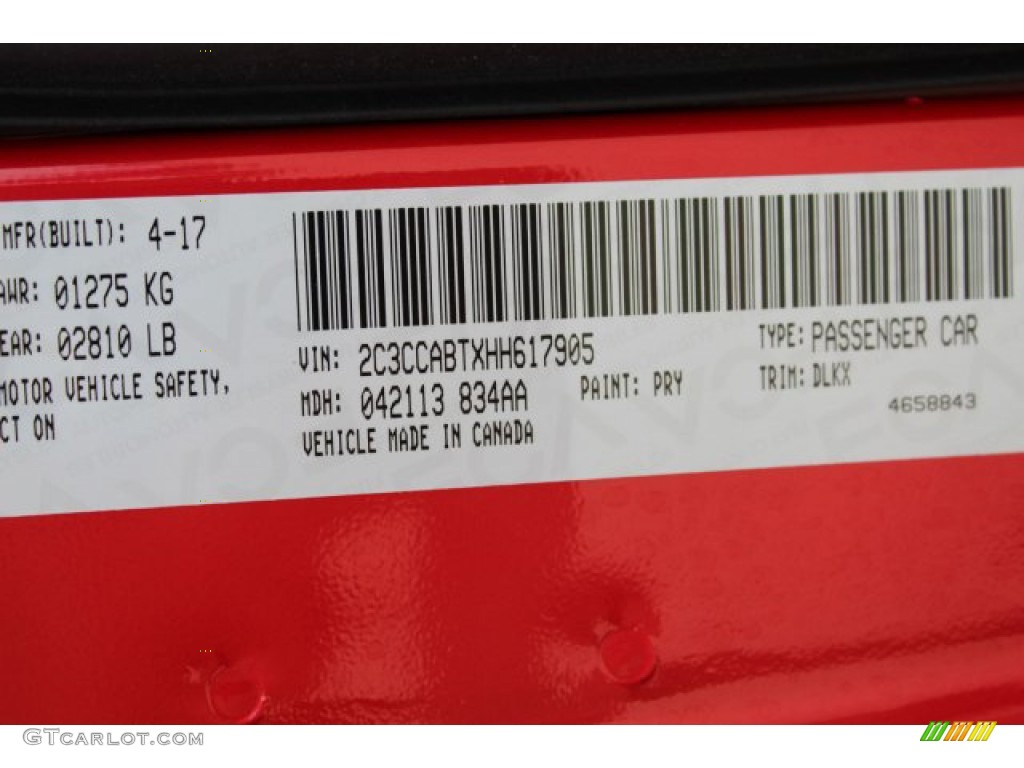 MFR(BUILT): 4-17
AWR: 01275 KG
EAR: 02810 LB
MOTOR VEHICLE SAFETY,
CT ON
VIN: 2C3CCABTXHH617905
MDH: 042113 834AA
VEHICLE MADE IN CANADA
PAINT: PRY
TYPE: PASSENGER CAR
TRIM: DLKX
4658843
GTCARLOT.COM